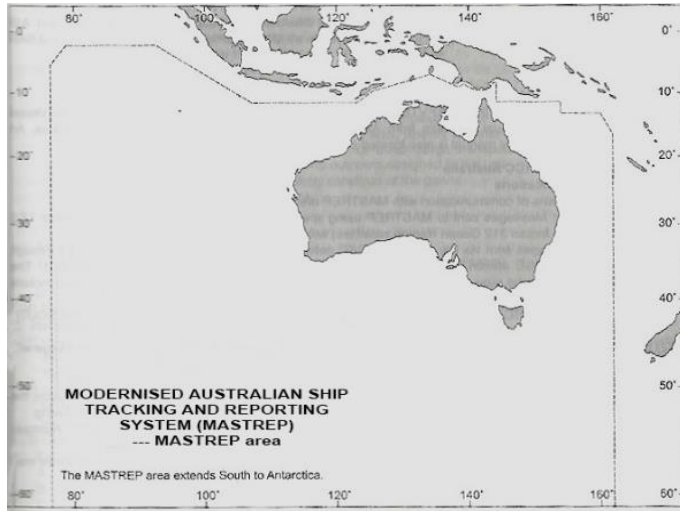 80° 100° 120° 140° 160°
0° 0°
10° 10°
20° 20°
30° 30°
40° 40°
50° 50°
MODERNISED AUSTRALIAN SHIP
TRACKING AND REPORTING
SYSTEM (MASTREP)
--- MASTREP area
The MASTREP area extends South to Antarctica.
80° 100° 120° 140° 160° 50°